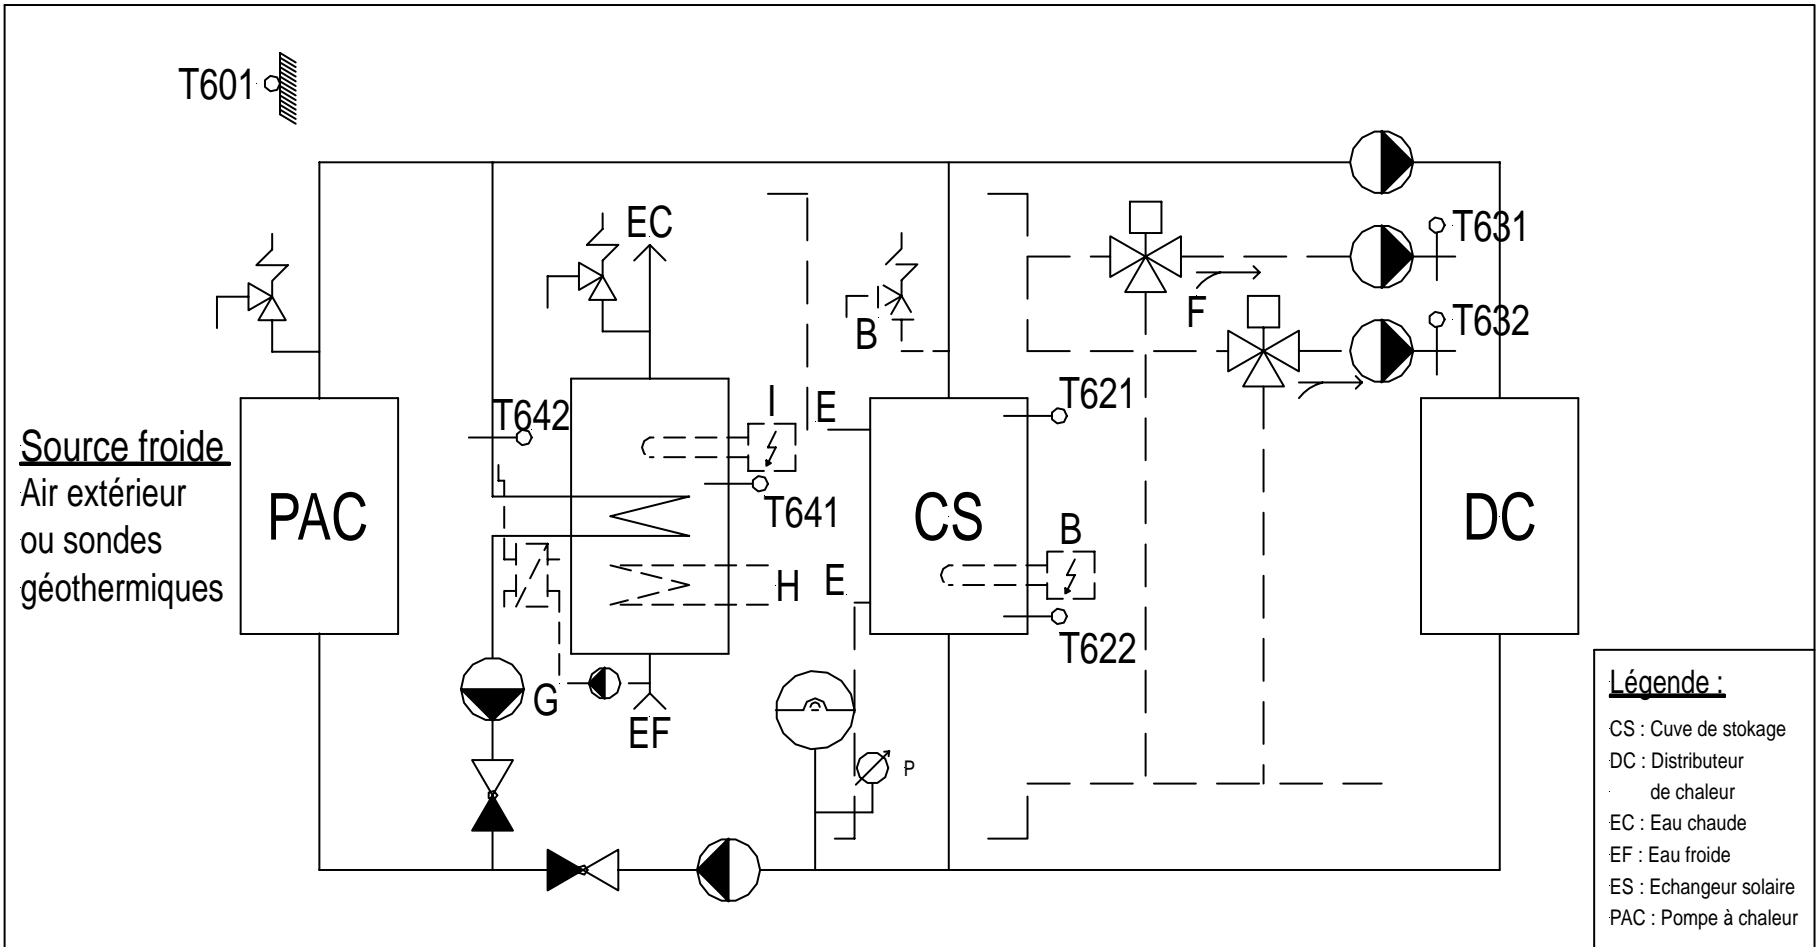 T601
EC
T631
F
B
T632
T642
I
E
T621
Source froide
Air extérieur
ou sondes
géothermiques
PAC
T641
CS
B
DC
H
E
T622
G
EF
P
Légende :
CS : Cuve de stokage
DC : Distributeur
de chaleur
EC : Eau chaude
EF : Eau froide
ES : Echangeur solaire
PAC : Pompe à chaleur